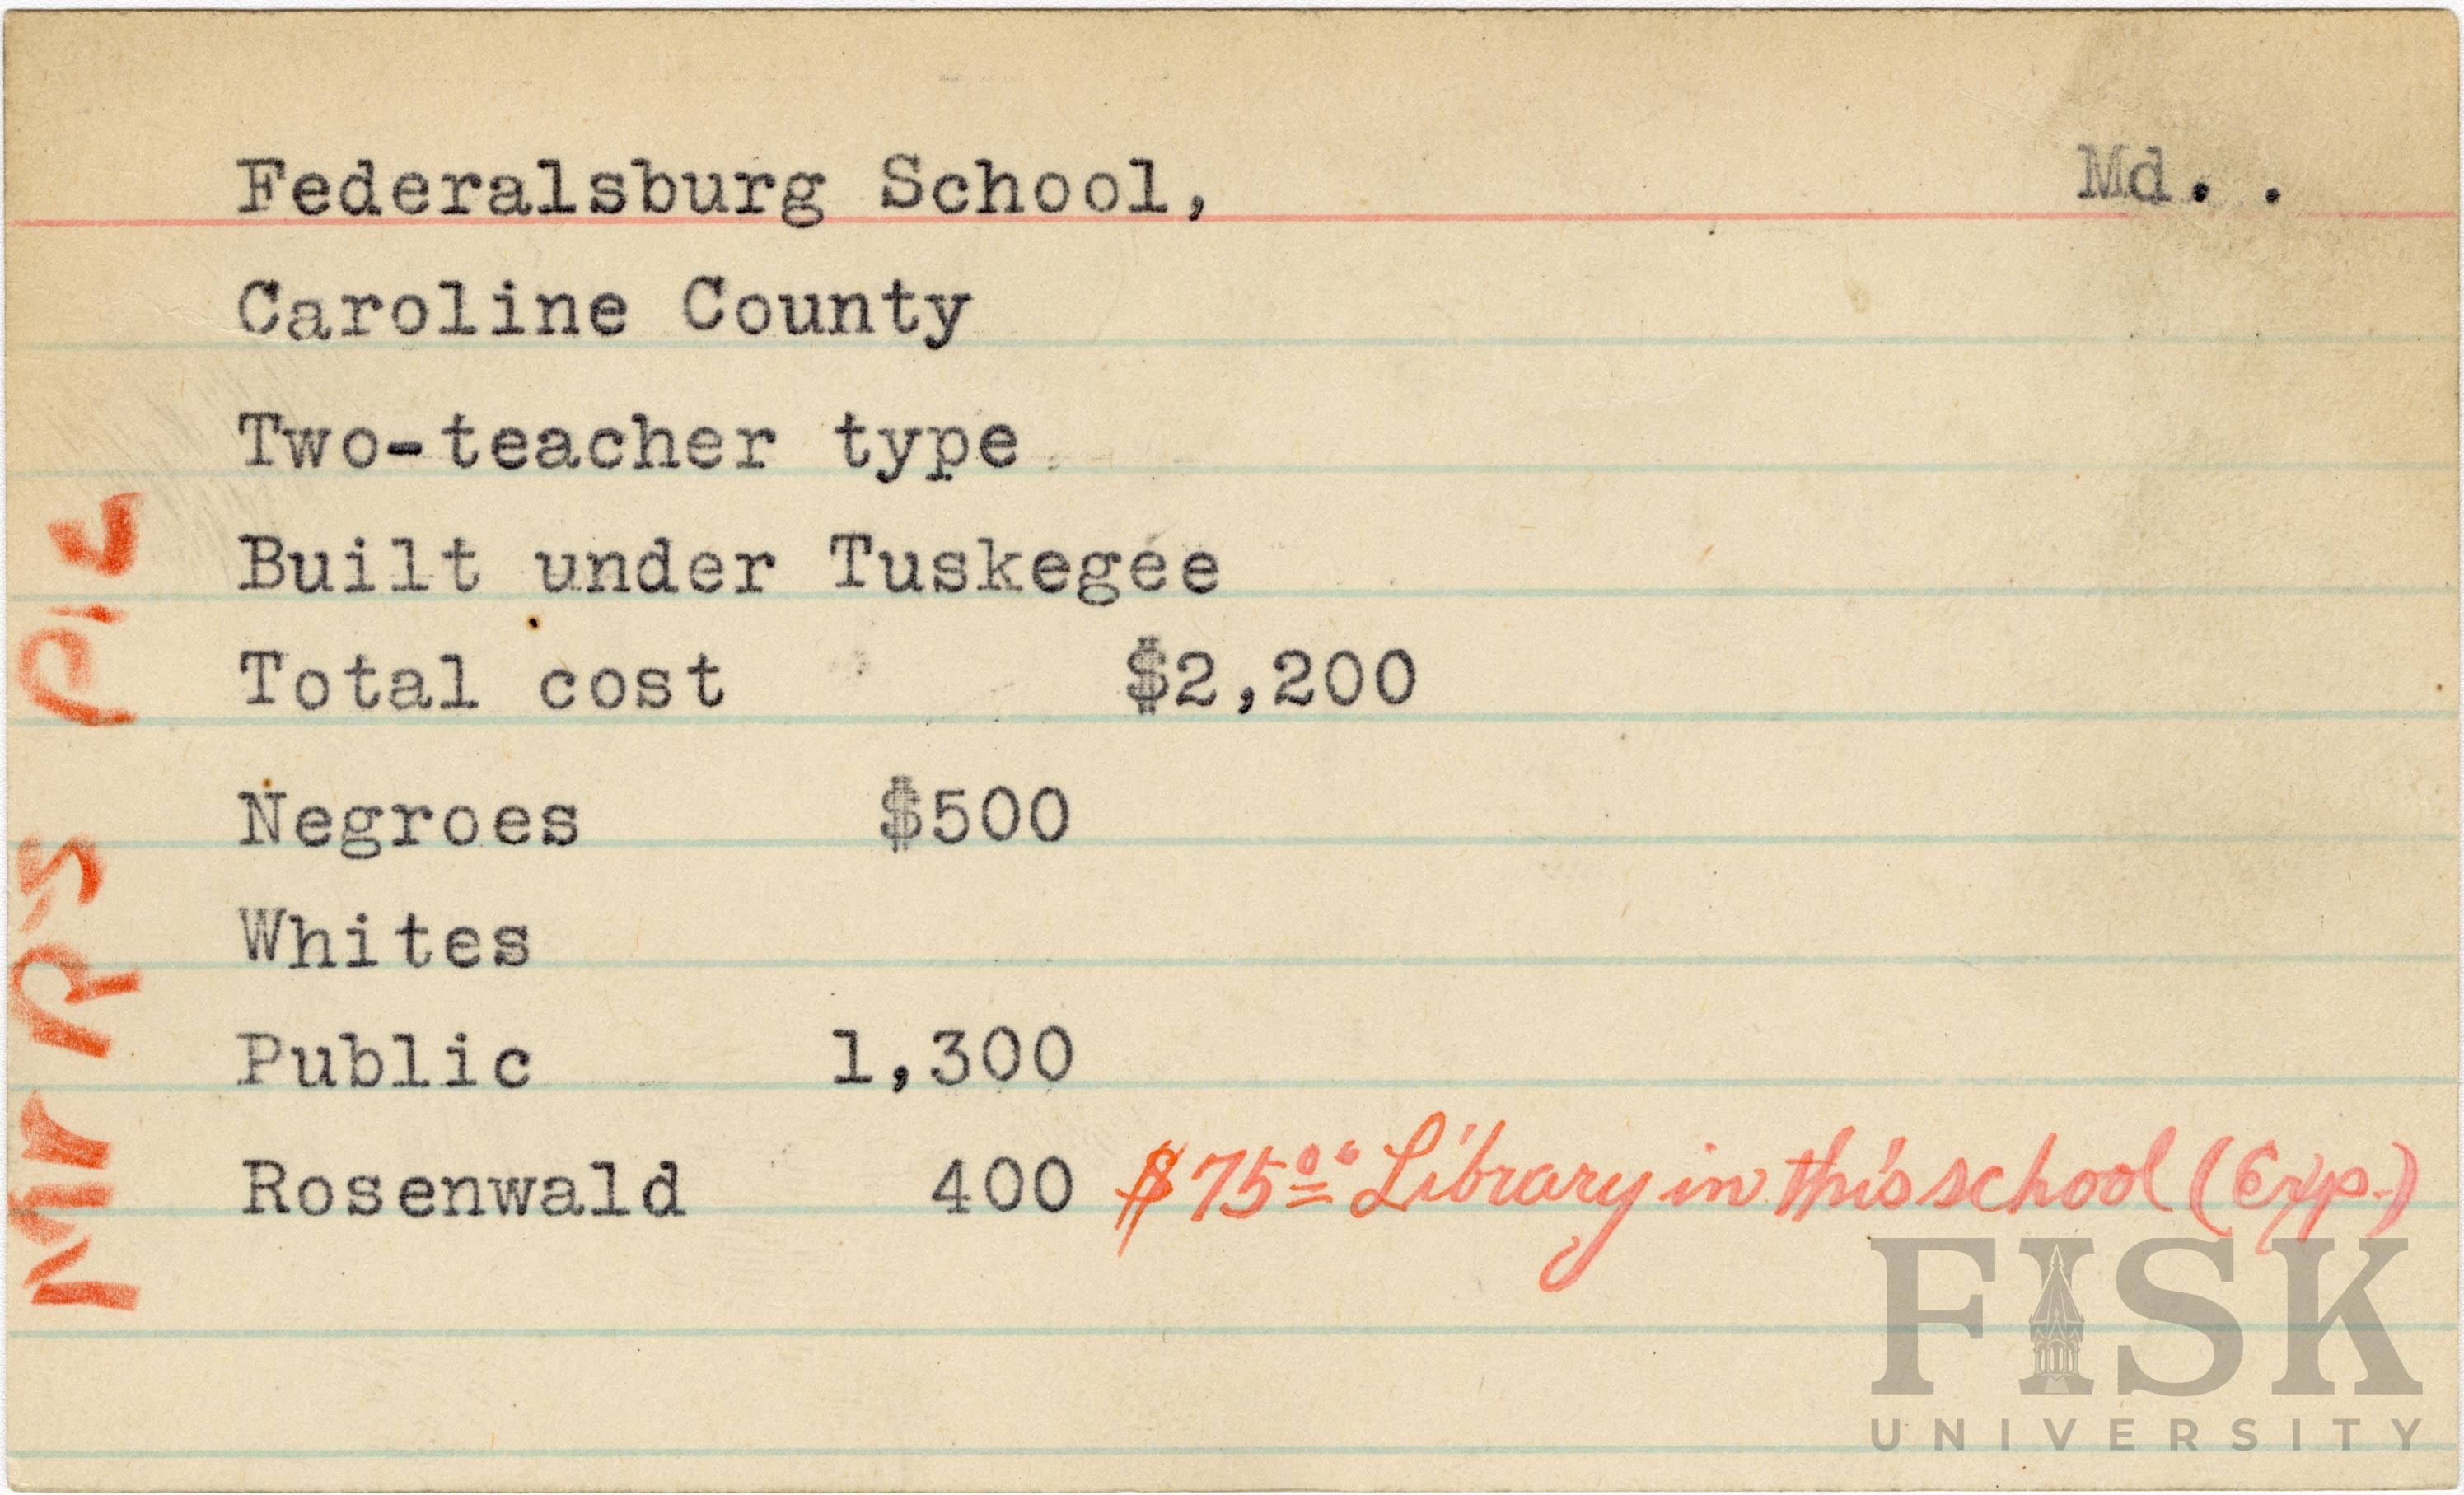 Federalsburg School, Md. .
Caroline County
Two-teacher type
Built under Tuskegee
Total cost $2,200
Negroes $500
Whites
Public 1,300
Rosenwald 400 $75.00 Library in this school (Exp.)
Mr R's Pic
FISK
UNIVERSITY